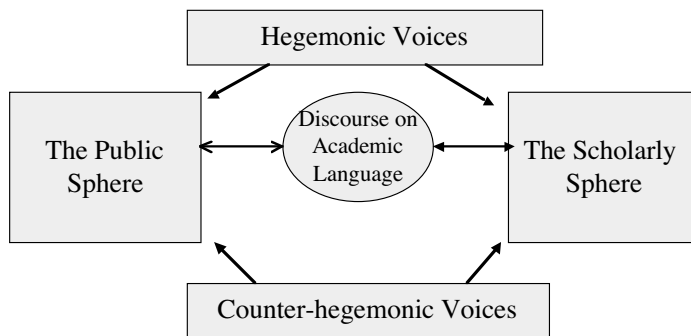 Hegemonic Voices
The Public
Sphere
Discourse on
Academic
Language
The Scholarly
Sphere
Counter-hegemonic Voices